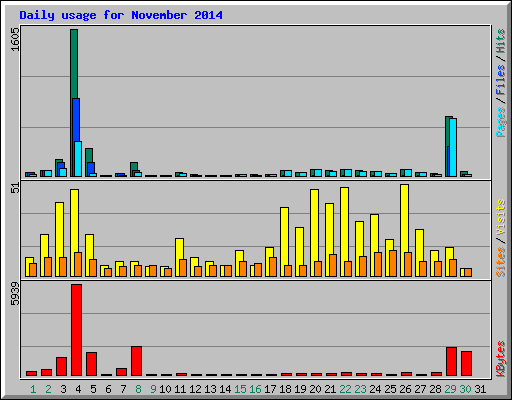 Daily usage for November 2014
1605
Pages / Files / Hits
51
Sites / Visits
5939
KBytes
1 2 3 4 5 6 7 8 9 10 11 12 13 14 15 16 17 18 19 20 21 22 23 24 25 26 27 28 29 30 31